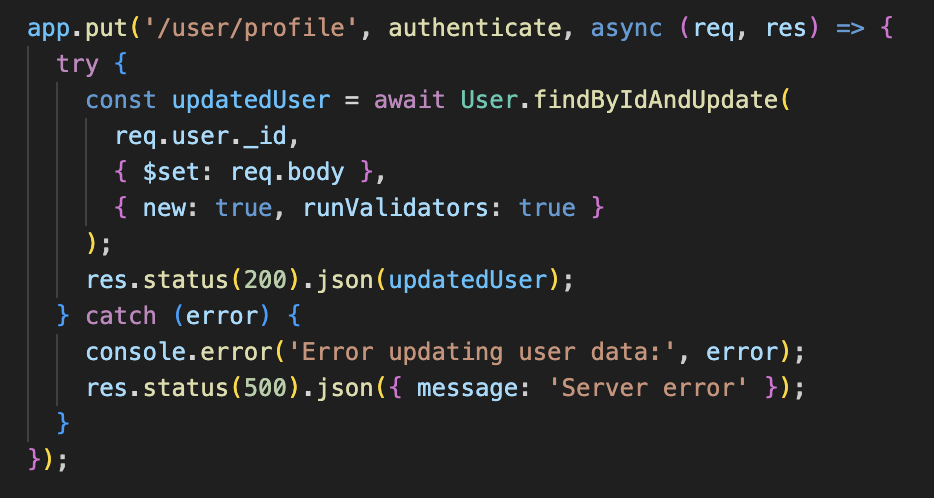 app.put('/user/profile', authenticate, async (req, res) => {
  try {
    const updatedUser = await User.findByIdAndUpdate(
      req.user._id,
      { $set: req.body },
      { new: true, runValidators: true }
    );
    res.status(200).json(updatedUser);
  } catch (error) {
    console.error('Error updating user data:', error);
    res.status(500).json({ message: 'Server error' });
  }
});